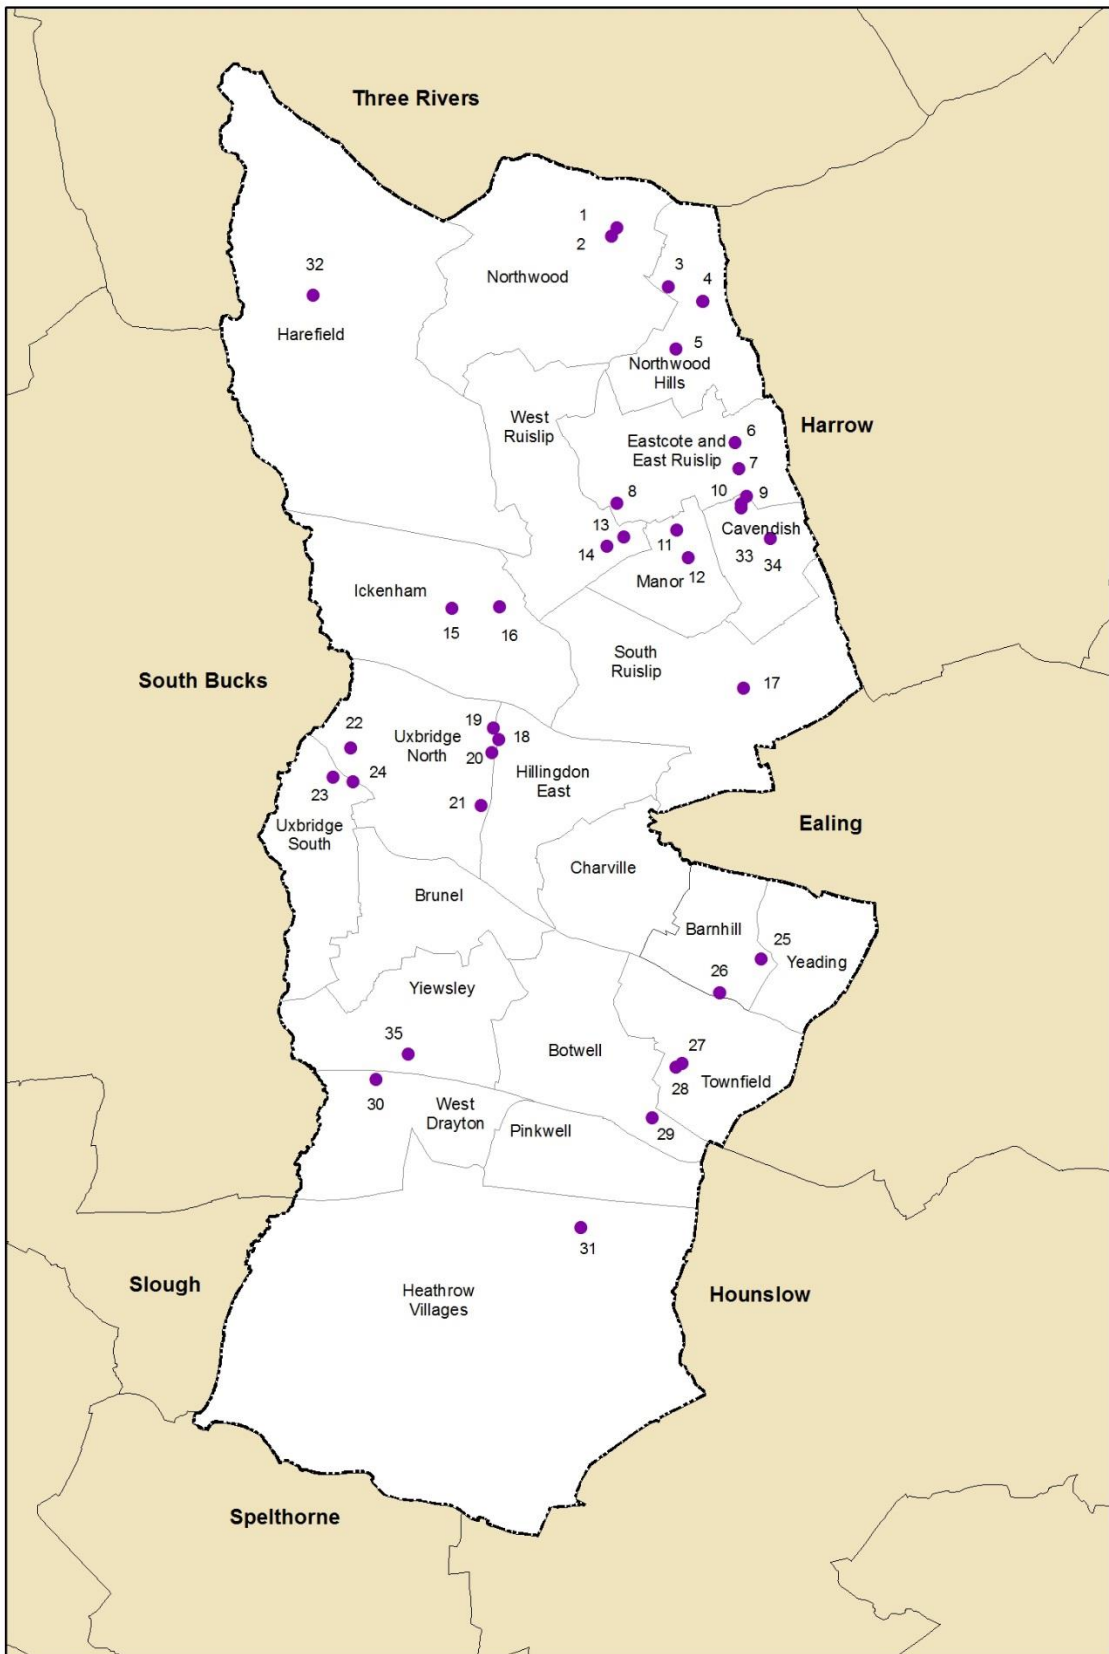 Three Rivers
1
2
Northwood
3
4
32
Harefield
5
Northwood
Hills
West
Ruislip
Harrow
6
Eastcote and
East Ruislip
7
8
10
9
Cavendish
13
14
11
12
Manor
33
34
Ickenham
15
16
South
Ruislip
South Bucks
17
22
Uxbridge
North
19
18
20
Hillingdon
East
23
24
21
Uxbridge
South
Ealing
Charville
Brunel
Barnhill
25
Yeading
26
Yiewsley
35
Botwell
27
28
Townfield
30
West
Drayton
Pinkwell
29
31
Slough
Heathrow
Villages
Hounslow
Spelthorne